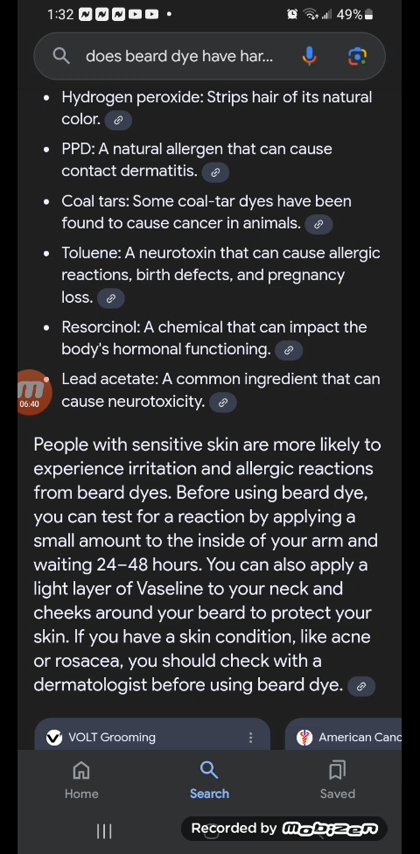 1:32
49%
does beard dye have har...
Hydrogen peroxide: Strips hair of its natural
color.
PPD: A natural allergen that can cause
contact dermatitis.
Coal tars: Some coal-tar dyes have been
found to cause cancer in animals.
Toluene: A neurotoxin that can cause allergic
reactions, birth defects, and pregnancy
loss.
Resorcinol: A chemical that can impact the
body's hormonal functioning.
Lead acetate: A common ingredient that can
cause neurotoxicity.
06:40
People with sensitive skin are more likely to
experience irritation and allergic reactions
from beard dyes. Before using beard dye,
you can test for a reaction by applying a
small amount to the inside of your arm and
waiting 24–48 hours. You can also apply a
light layer of Vaseline to your neck and
cheeks around your beard to protect your
skin. If you have a skin condition, like acne
or rosacea, you should check with a
dermatologist before using beard dye.
VOLT Grooming
American Canc
Home
Search
Saved
Recorded by mobizen